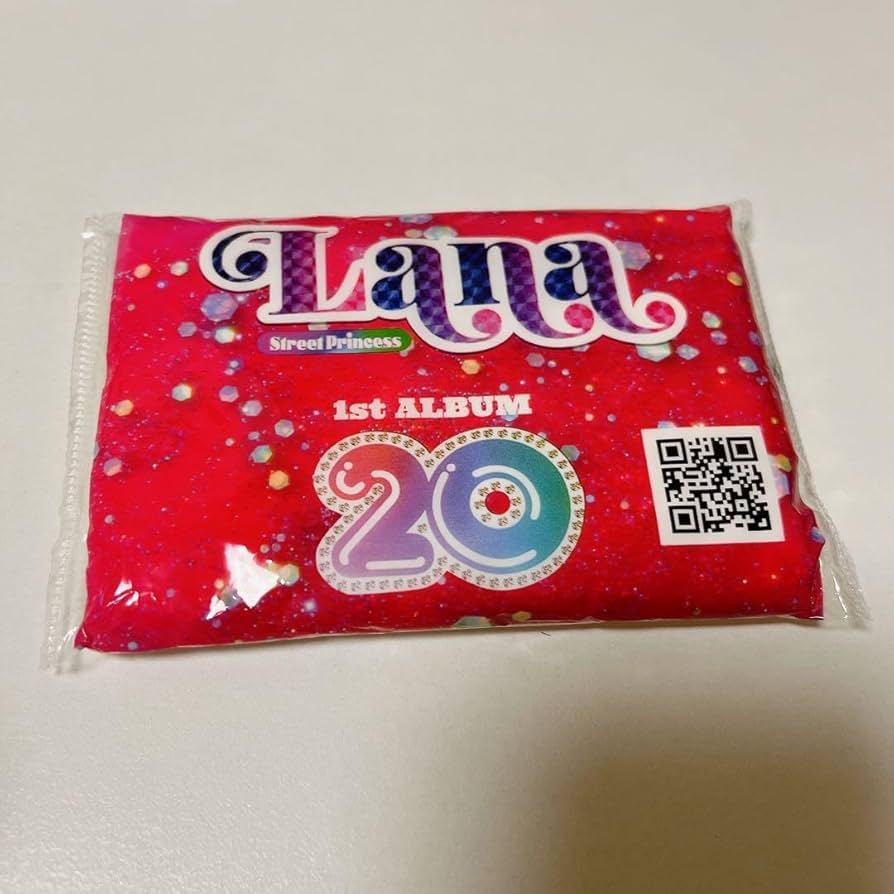 Lana
Street Princess
1st ALBUM
20